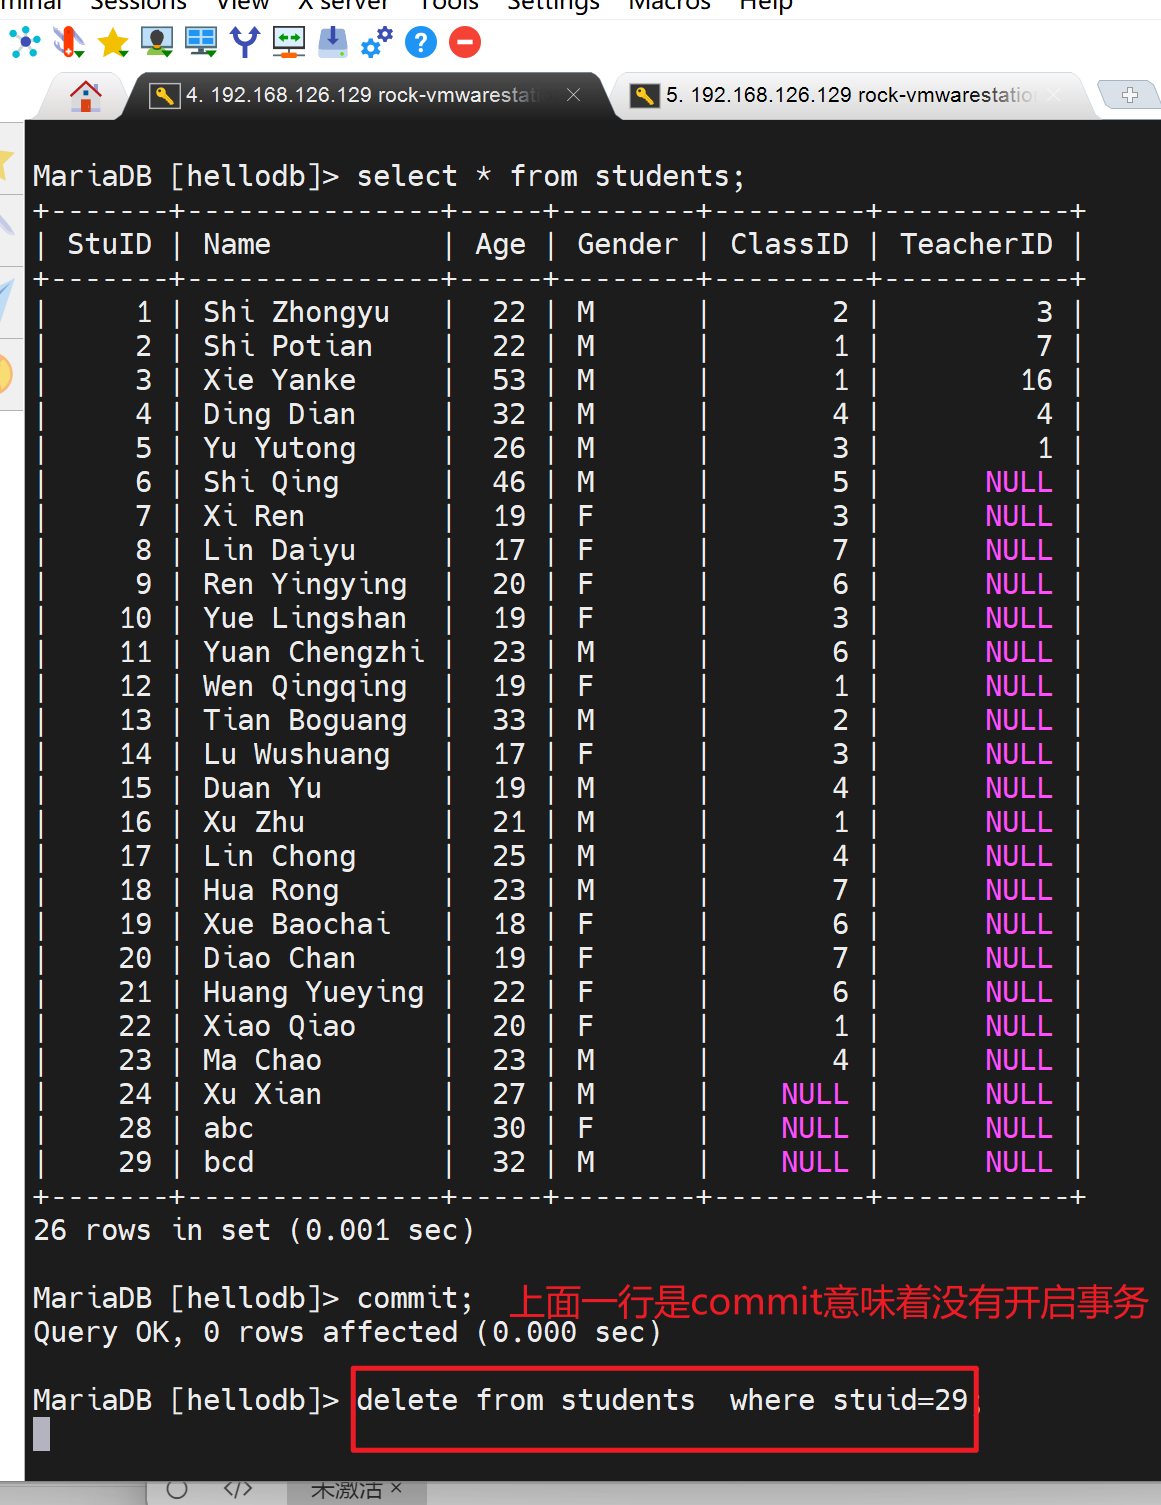 minal Sessions View X server Tools Settings Macros Help
4. 192.168.126.129 rock-vmwarestati
5. 192.168.126.129 rock-vmwarestatio
MariaDB [hellodb]> select * from students;
+-------+---------------+-----+--------+---------+-----------+
| StuID | Name          | Age | Gender | ClassID | TeacherID |
+-------+---------------+-----+--------+---------+-----------+
|     1 | Shi Zhongyu   |  22 | M      |       2 |         3 |
|     2 | Shi Potian    |  22 | M      |       1 |         7 |
|     3 | Xie Yanke     |  53 | M      |       1 |        16 |
|     4 | Ding Dian     |  32 | M      |       4 |         4 |
|     5 | Yu Yutong     |  26 | M      |       3 |         1 |
|     6 | Shi Qing      |  46 | M      |       5 |      NULL |
|     7 | Xi Ren        |  19 | F      |       3 |      NULL |
|     8 | Lin Daiyu     |  17 | F      |       7 |      NULL |
|     9 | Ren Yingying  |  20 | F      |       6 |      NULL |
|    10 | Yue Lingshan  |  19 | F      |       3 |      NULL |
|    11 | Yuan Chengzhi |  23 | M      |       6 |      NULL |
|    12 | Wen Qingqing  |  19 | F      |       1 |      NULL |
|    13 | Tian Boguang  |  33 | M      |       2 |      NULL |
|    14 | Lu Wushuang   |  17 | F      |       3 |      NULL |
|    15 | Duan Yu       |  19 | M      |       4 |      NULL |
|    16 | Xu Zhu        |  21 | M      |       1 |      NULL |
|    17 | Lin Chong     |  25 | M      |       4 |      NULL |
|    18 | Hua Rong      |  23 | M      |       7 |      NULL |
|    19 | Xue Baochai   |  18 | F      |       6 |      NULL |
|    20 | Diao Chan     |  19 | F      |       7 |      NULL |
|    21 | Huang Yueying |  22 | F      |       6 |      NULL |
|    22 | Xiao Qiao     |  20 | F      |       1 |      NULL |
|    23 | Ma Chao       |  23 | M      |       4 |      NULL |
|    24 | Xu Xian       |  27 | M      |    NULL |      NULL |
|    28 | abc           |  30 | F      |    NULL |      NULL |
|    29 | bcd           |  32 | M      |    NULL |      NULL |
+-------+---------------+-----+--------+---------+-----------+
26 rows in set (0.001 sec)
MariaDB [hellodb]> commit; 上面一行是commit意味着没有开启事务
Query OK, 0 rows affected (0.000 sec)
MariaDB [hellodb]> delete from students  where stuid=29;
</> 未激活 ×